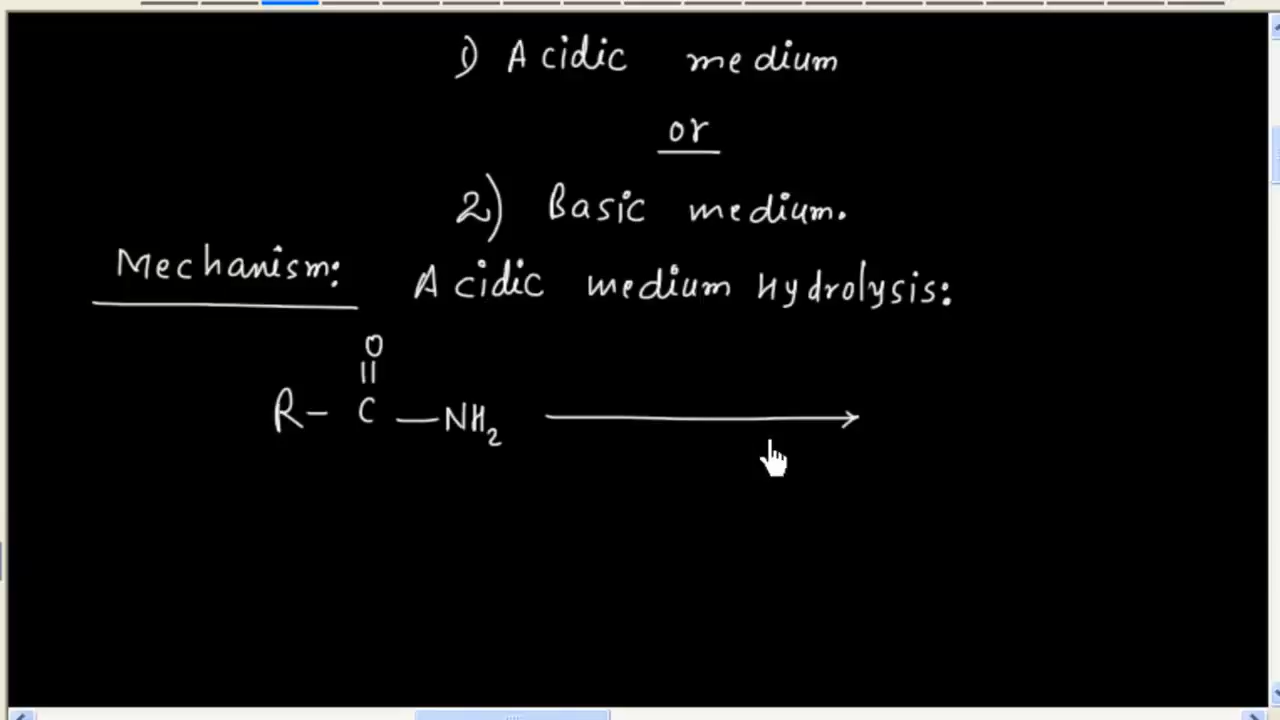 1) Acidic medium
or
2) Basic medium.
Mechanism: Acidic medium Hydrolysis:
O
||
R- C -NH2 ⟶